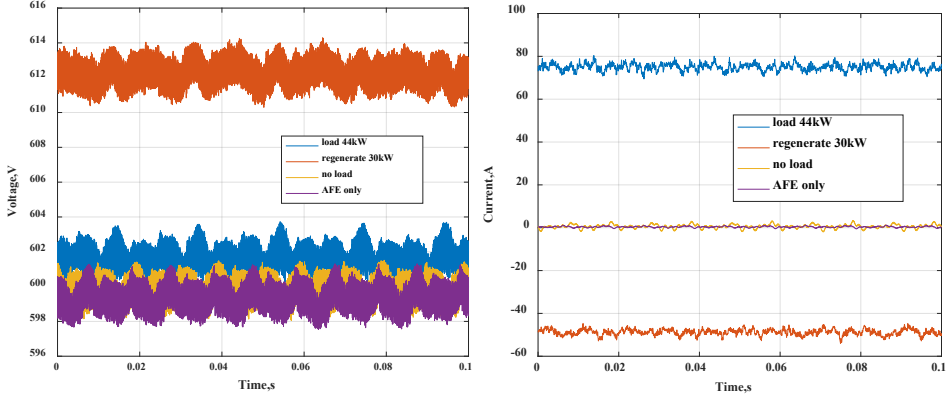 616
614
612
610
608
606
604
602
600
598
596
Voltage,V
load 44kW
regenerate 30kW
no load
AFE only
0
0.02
0.04
0.06
0.08
0.1
Time,s
100
80
60
40
20
0
-20
-40
-60
Current,A
load 44kW
regenerate 30kW
no load
AFE only
0
0.02
0.04
0.06
0.08
0.1
Time,s